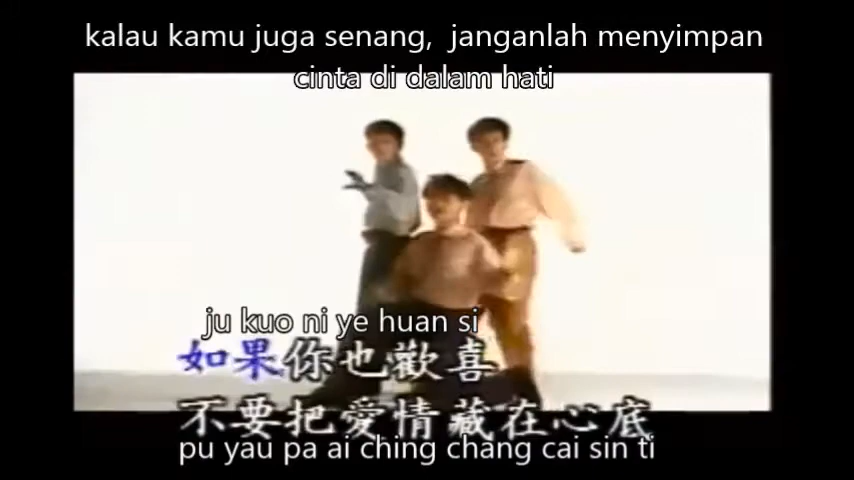 kalau kamu juga senang, janganlah menyimpan
cinta di dalam hati
ju kuo ni ye huan si
如果你也歡喜
不要把愛情藏在心底
pu yau pa ai ching chang cai sin ti